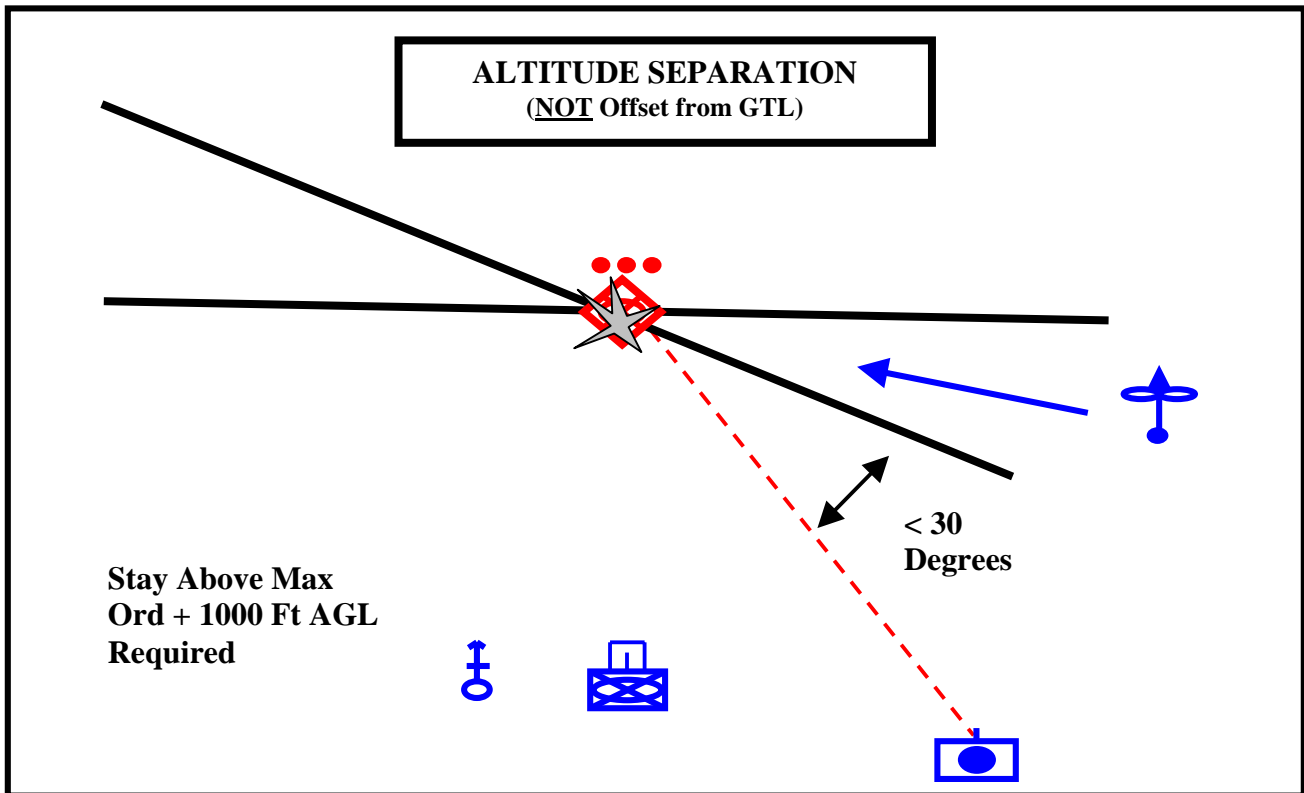 ALTITUDE SEPARATION
(NOT Offset from GTL)
< 30
Degrees
Stay Above Max
Ord + 1000 Ft AGL
Required